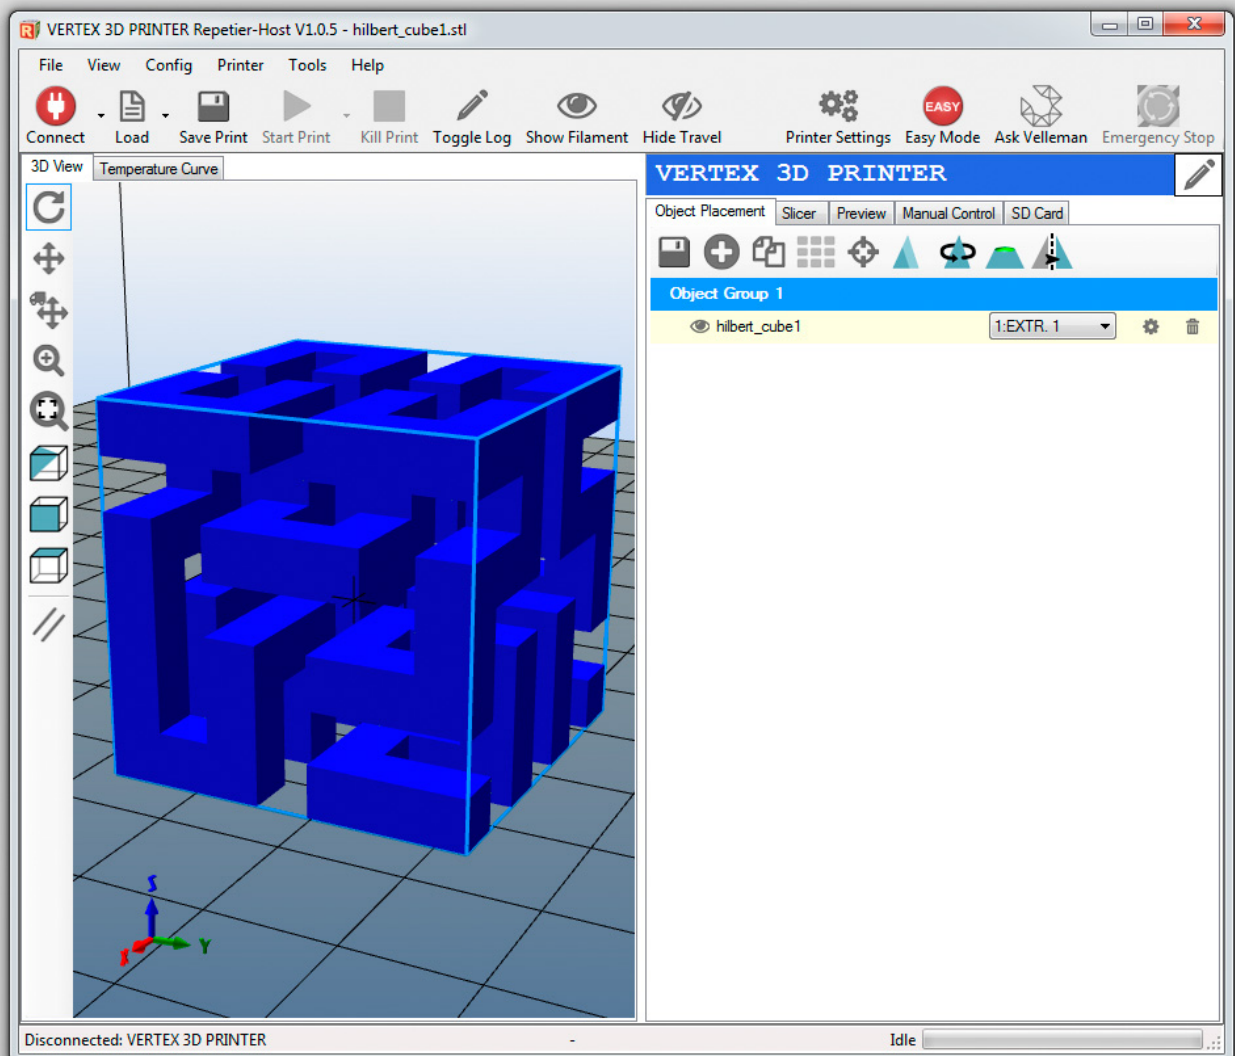 VERTEX 3D PRINTER Repetier-Host V1.0.5 - hilbert_cube1.stl
File View Config Printer Tools Help
EASY
Connect Load Save Print Start Print Kill Print Toggle Log Show Filament Hide Travel Printer Settings Easy Mode Ask Velleman Emergency Stop
3D View Temperature Curve
VERTEX 3D PRINTER
Object Placement Slicer Preview Manual Control SD Card
Object Group 1
hilbert_cube1 1:EXTR. 1
X Y
Disconnected: VERTEX 3D PRINTER - Idle